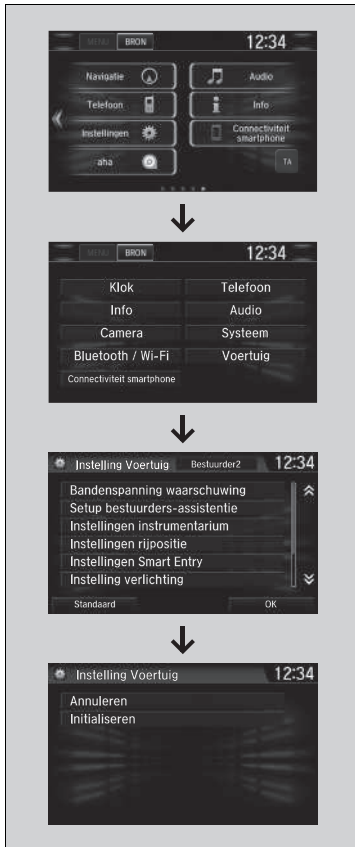 MENU BRON 12:34
Navigatie Audio
Telefoon Info
Instellingen Connectiviteit smartphone
aha TA
MENU BRON 12:34
Klok Telefoon
Info Audio
Camera Systeem
Bluetooth / Wi-Fi Voertuig
Connectiviteit smartphone
Instelling Voertuig Bestuurder2 12:34
Bandenspanning waarschuwing
Setup bestuurders-assistentie
Instellingen instrumentarium
Instellingen rijpositie
Instellingen Smart Entry
Instelling verlichting
Standaard OK
Instelling Voertuig 12:34
Annuleren
Initialiseren